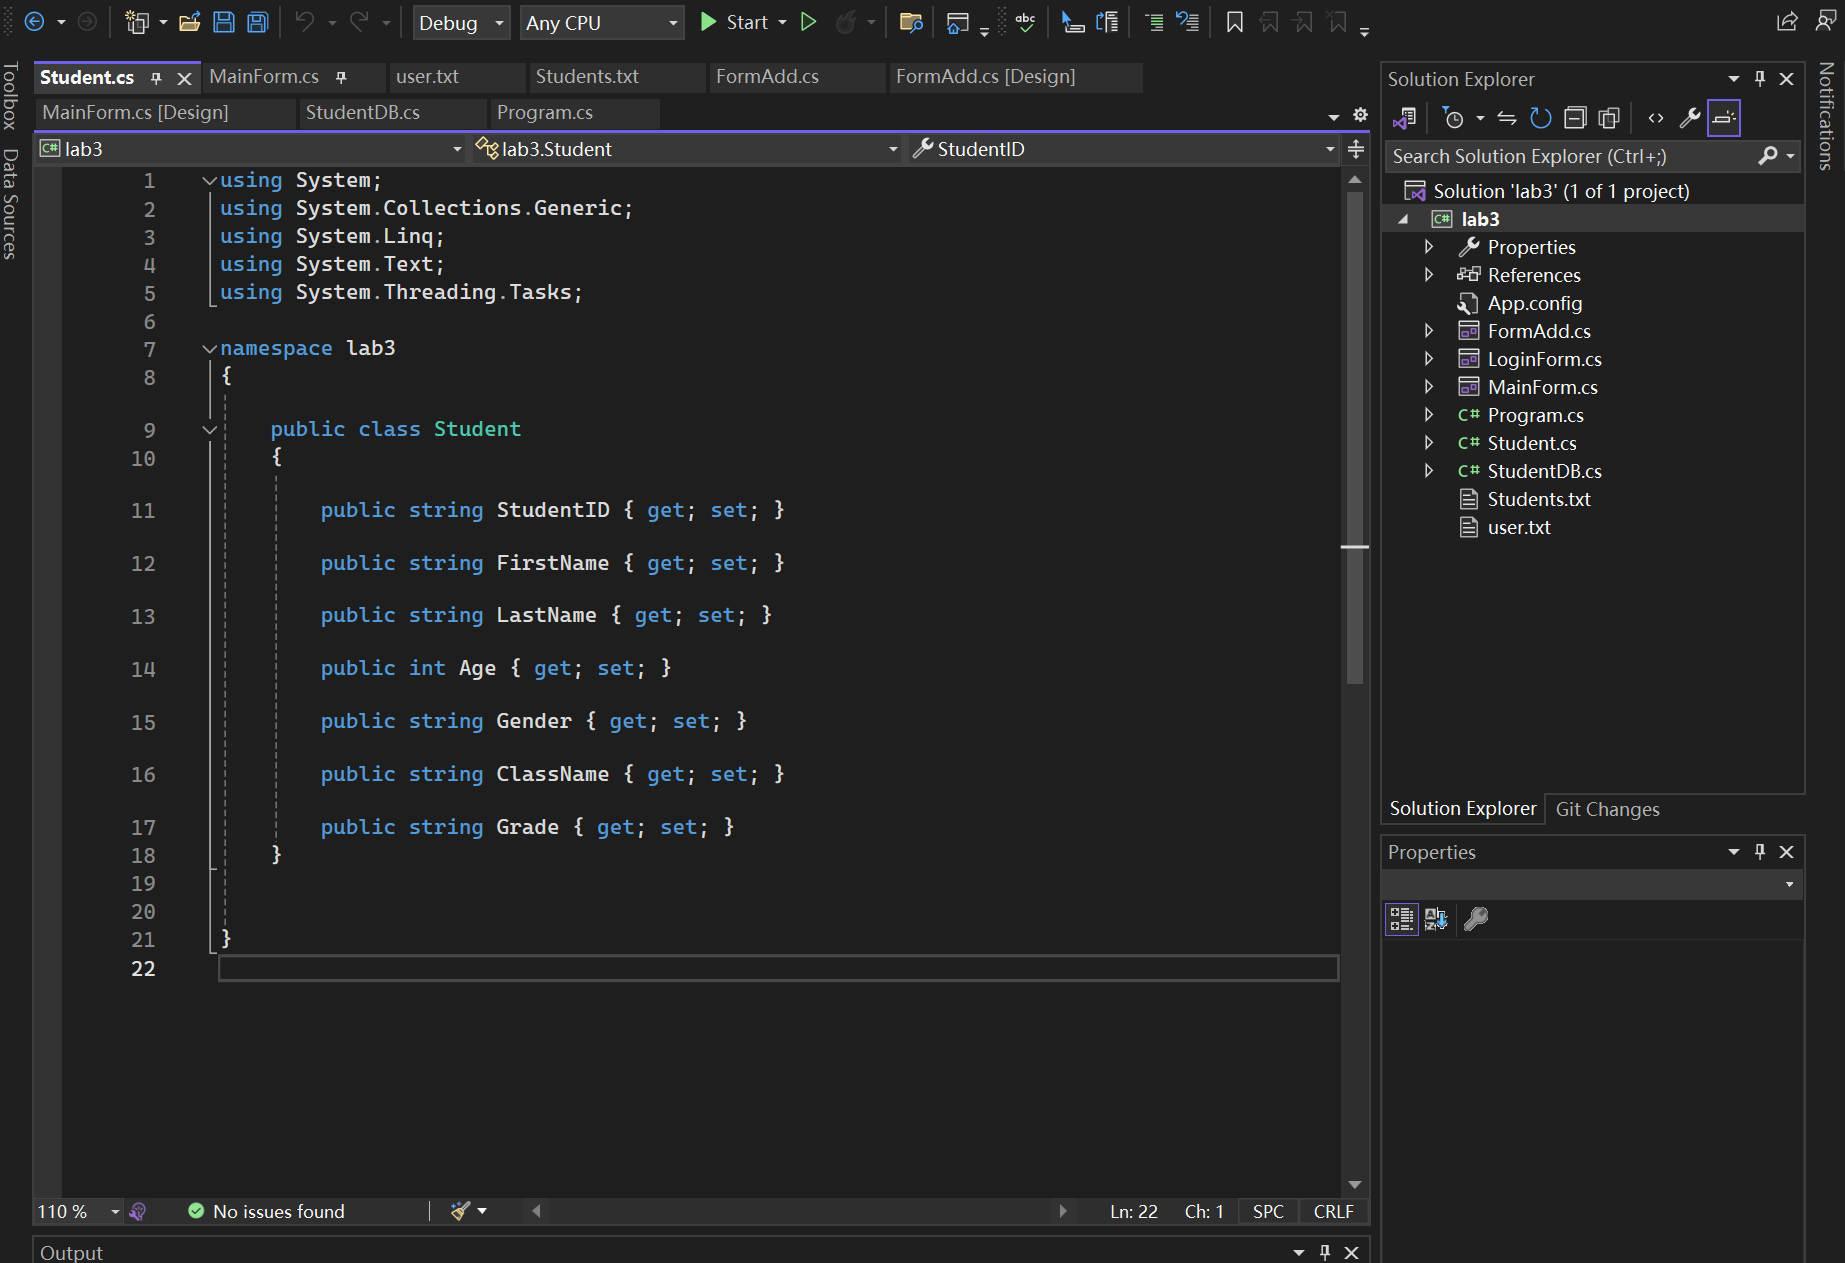 Debug
Any CPU
Start
abc
Toolbox
Data Sources
Student.cs
MainForm.cs
user.txt
Students.txt
FormAdd.cs
FormAdd.cs [Design]
MainForm.cs [Design]
StudentDB.cs
Program.cs
C# lab3
lab3.Student
StudentID
1 using System;
2 using System.Collections.Generic;
3 using System.Linq;
4 using System.Text;
5 using System.Threading.Tasks;
6
7 namespace lab3
8 {
9 public class Student
10 {
11 public string StudentID { get; set; }
12 public string FirstName { get; set; }
13 public string LastName { get; set; }
14 public int Age { get; set; }
15 public string Gender { get; set; }
16 public string ClassName { get; set; }
17 public string Grade { get; set; }
18 }
19
20
21 }
22
110 %
No issues found
Ln: 22
Ch: 1
SPC
CRLF
Output
Solution Explorer
Search Solution Explorer (Ctrl+;)
Solution 'lab3' (1 of 1 project)
C# lab3
Properties
References
App.config
FormAdd.cs
LoginForm.cs
MainForm.cs
C# Program.cs
C# Student.cs
C# StudentDB.cs
Students.txt
user.txt
Solution Explorer
Git Changes
Properties
Notifications